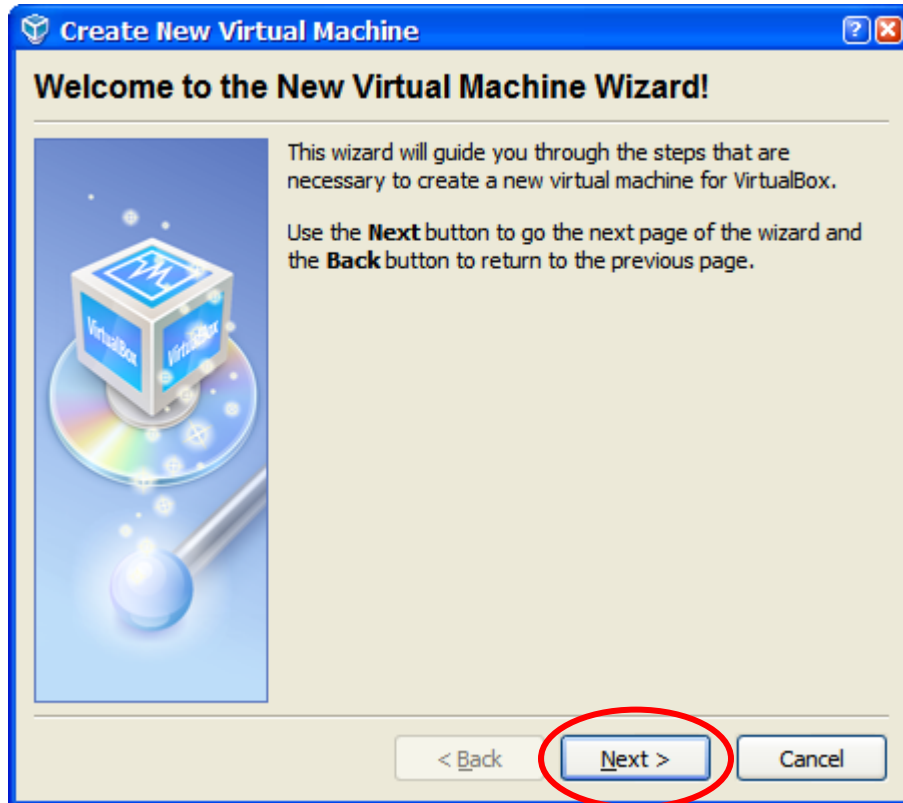 Create New Virtual Machine
Welcome to the New Virtual Machine Wizard!
This wizard will guide you through the steps that are
necessary to create a new virtual machine for VirtualBox.
Use the Next button to go the next page of the wizard and
the Back button to return to the previous page.
VirtualBox
VirtualBox
< Back
Next >
Cancel